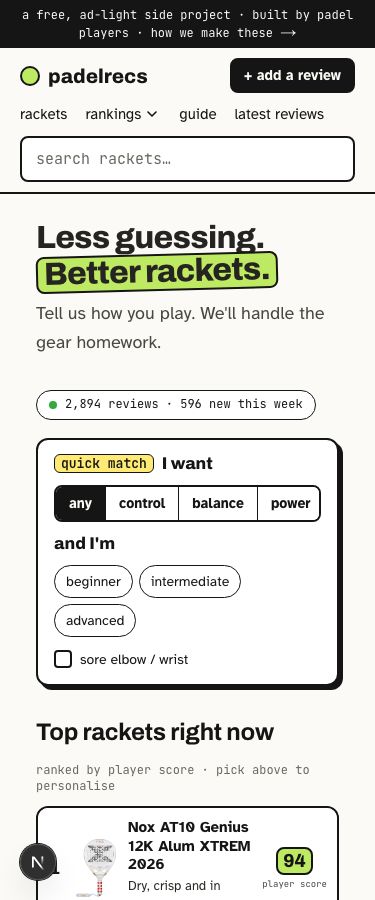 a free, ad-light side project · built by padel
players · how we make these →
padelrecs
+ add a review
rackets
rankings
guide
latest reviews
search rackets…
Less guessing.
Better rackets.
Tell us how you play. We'll handle the
gear homework.
2,894 reviews · 596 new this week
quick match I want
any
control
balance
power
and I'm
beginner
intermediate
advanced
sore elbow / wrist
Top rackets right now
ranked by player score · pick above to
personalise
Nox AT10 Genius
12K Alum XTREM
2026
94
Dry, crisp and in
player score
N